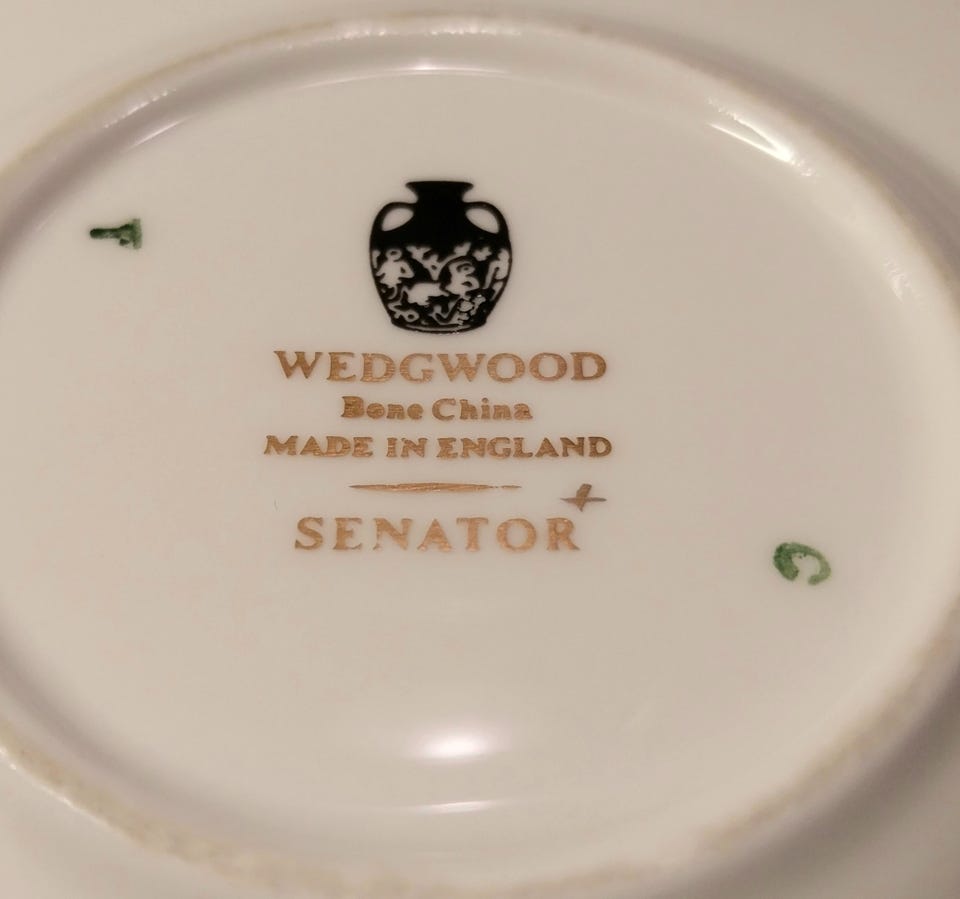 T
WEDGWOOD
Bone China
MADE IN ENGLAND
SENATOR
C